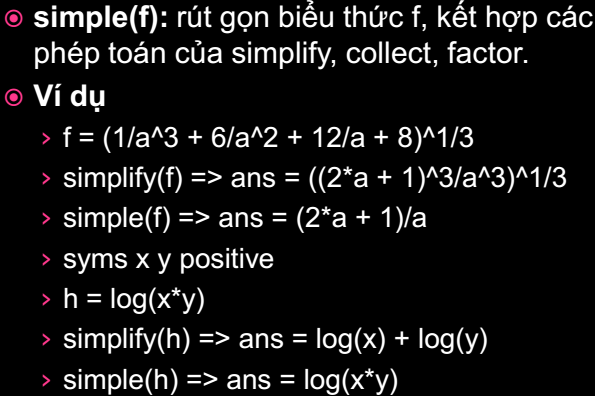 simple(f): rút gọn biểu thức f, kết hợp các
phép toán của simplify, collect, factor.
Ví dụ
f = (1/a^3 + 6/a^2 + 12/a + 8)^1/3
simplify(f) => ans = ((2*a + 1)^3/a^3)^1/3
simple(f) => ans = (2*a + 1)/a
syms x y positive
h = log(x*y)
simplify(h) => ans = log(x) + log(y)
simple(h) => ans = log(x*y)